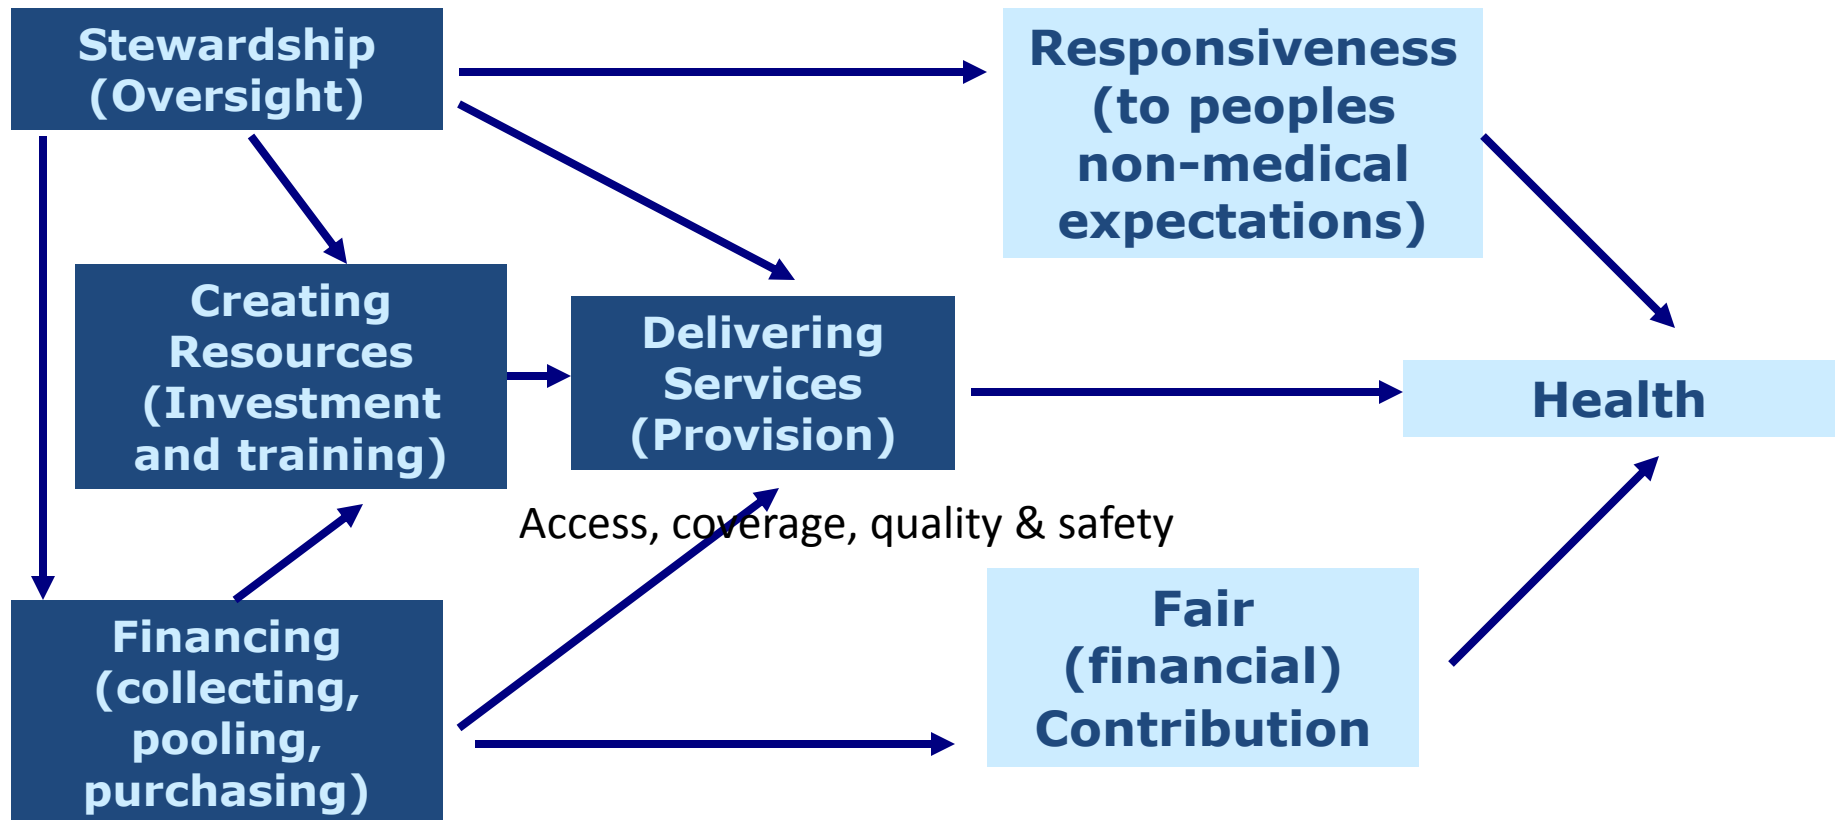 Stewardship
(Oversight)
Responsiveness
(to peoples
non-medical
expectations)
Creating
Resources
(Investment
and training)
Delivering
Services
(Provision)
Health
Access, coverage, quality & safety
Financing
(collecting,
pooling,
purchasing)
Fair
(financial)
Contribution